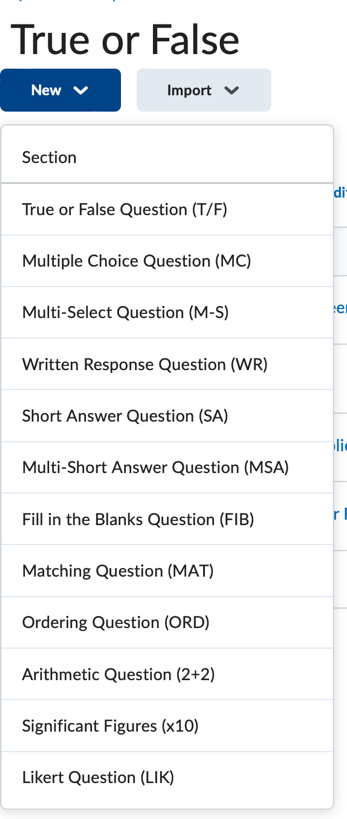 True or False
New
Import
Section
True or False Question (T/F)
Multiple Choice Question (MC)
Multi-Select Question (M-S)
Written Response Question (WR)
Short Answer Question (SA)
Multi-Short Answer Question (MSA)
Fill in the Blanks Question (FIB)
Matching Question (MAT)
Ordering Question (ORD)
Arithmetic Question (2+2)
Significant Figures (x10)
Likert Question (LIK)